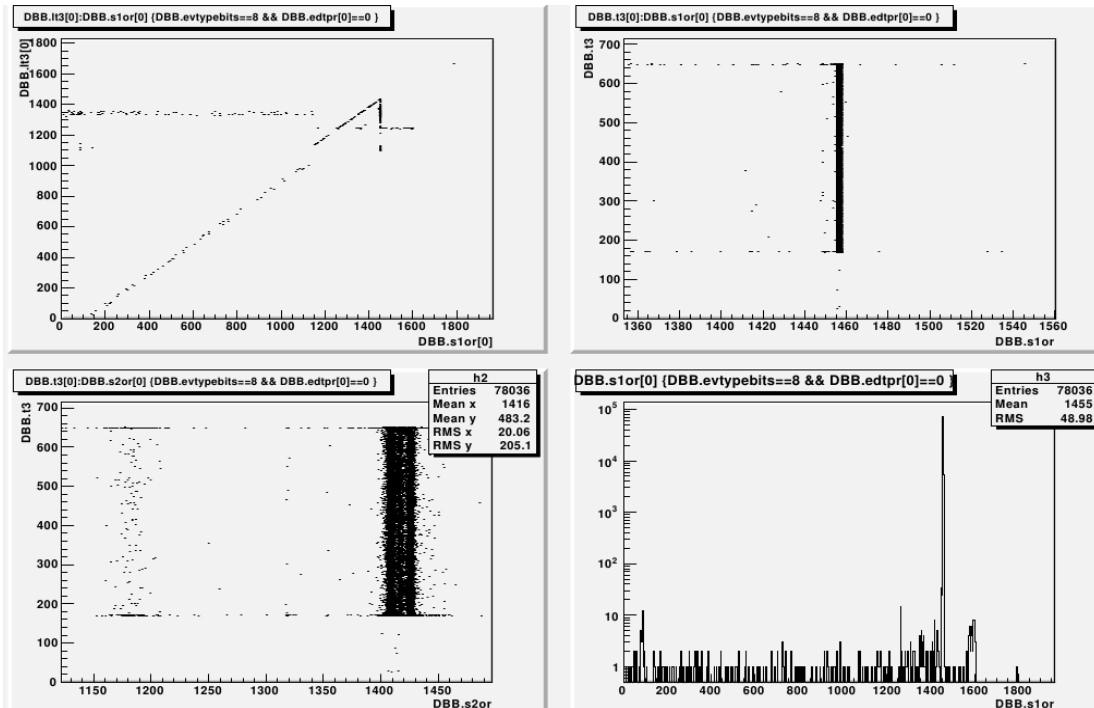 DBB.lt3[0]:DBB.s1or[0] {DBB.evtypebits==8 && DBB.edtpr[0]==0 }
DBB.lt3[0]
1800
1600
1400
1200
1000
800
600
400
200
0
0 200 400 600 800 1000 1200 1400 1600 1800
DBB.s1or[0]
DBB.t3[0]:DBB.s1or[0] {DBB.evtypebits==8 && DBB.edtpr[0]==0 }
DBB.t3
700
600
500
400
300
200
100
0
1360 1380 1400 1420 1440 1460 1480 1500 1520 1540 1560
DBB.s1or
DBB.t3[0]:DBB.s2or[0] {DBB.evtypebits==8 && DBB.edtpr[0]==0 }
h2
Entries 78036
Mean x 1416
Mean y 483.2
RMS x 20.06
RMS y 205.1
DBB.t3
700
600
500
400
300
200
100
0
1150 1200 1250 1300 1350 1400 1450
DBB.s2or
DBB.s1or[0] {DBB.evtypebits==8 && DBB.edtpr[0]==0 }
h3
Entries 78036
Mean 1455
RMS 48.98
10^5
10^4
10^3
10^2
10
1
0 200 400 600 800 1000 1200 1400 1600 1800
DBB.s1or